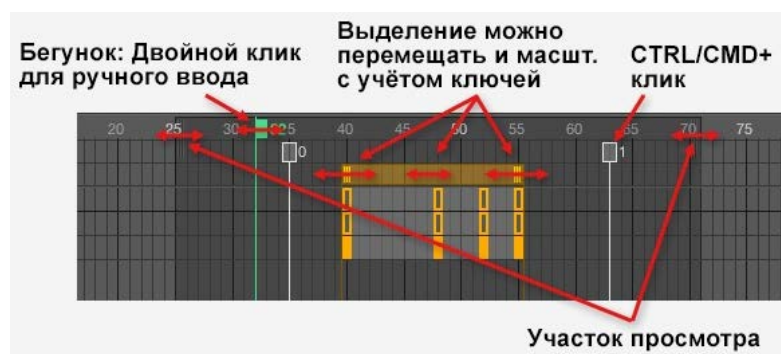 Бегунок: Двойной клик
для ручного ввода
Выделение можно
перемещать и масшт.
с учётом ключей
CTRL/CMD+
клик
20 25 30 35 40 45 50 55 60 65 70 75
0 1
Участок просмотра